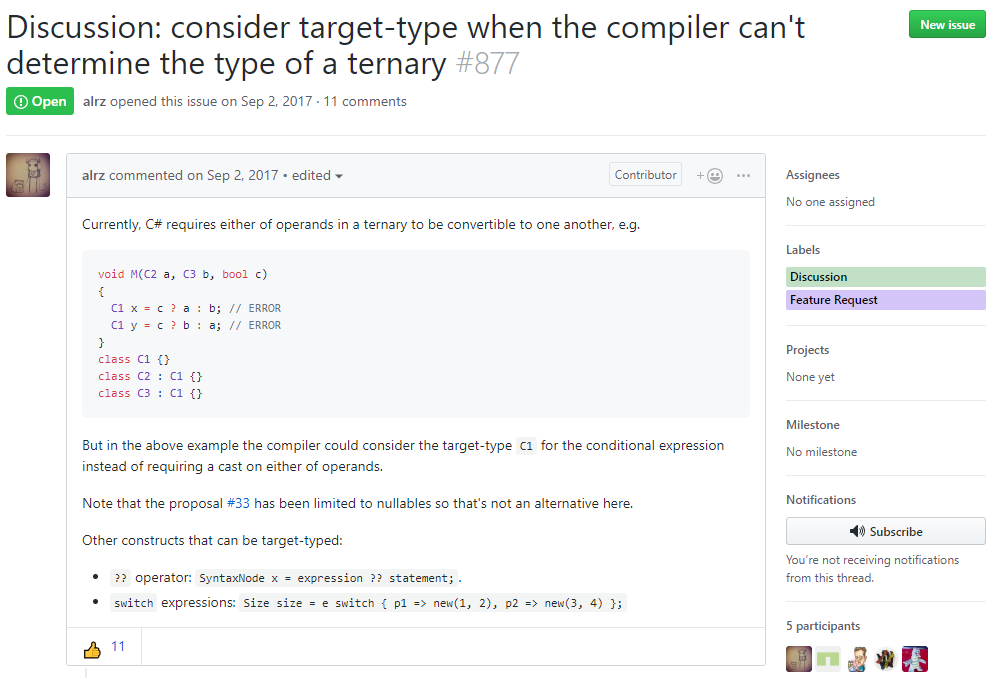 Discussion: consider target-type when the compiler can't
determine the type of a ternary #877
New issue
Open alrz opened this issue on Sep 2, 2017 · 11 comments
alrz commented on Sep 2, 2017 • edited
Contributor
Currently, C# requires either of operands in a ternary to be convertible to one another, e.g.
void M(C2 a, C3 b, bool c)
{
C1 x = c ? a : b; // ERROR
C1 y = c ? b : a; // ERROR
}
class C1 {}
class C2 : C1 {}
class C3 : C1 {}
But in the above example the compiler could consider the target-type C1 for the conditional expression
instead of requiring a cast on either of operands.
Note that the proposal #33 has been limited to nullables so that's not an alternative here.
Other constructs that can be target-typed:
• ?? operator: SyntaxNode x = expression ?? statement; .
• switch expressions: Size size = e switch { p1 => new(1, 2), p2 => new(3, 4) };
11
Assignees
No one assigned
Labels
Discussion
Feature Request
Projects
None yet
Milestone
No milestone
Notifications
Subscribe
You're not receiving notifications
from this thread.
5 participants